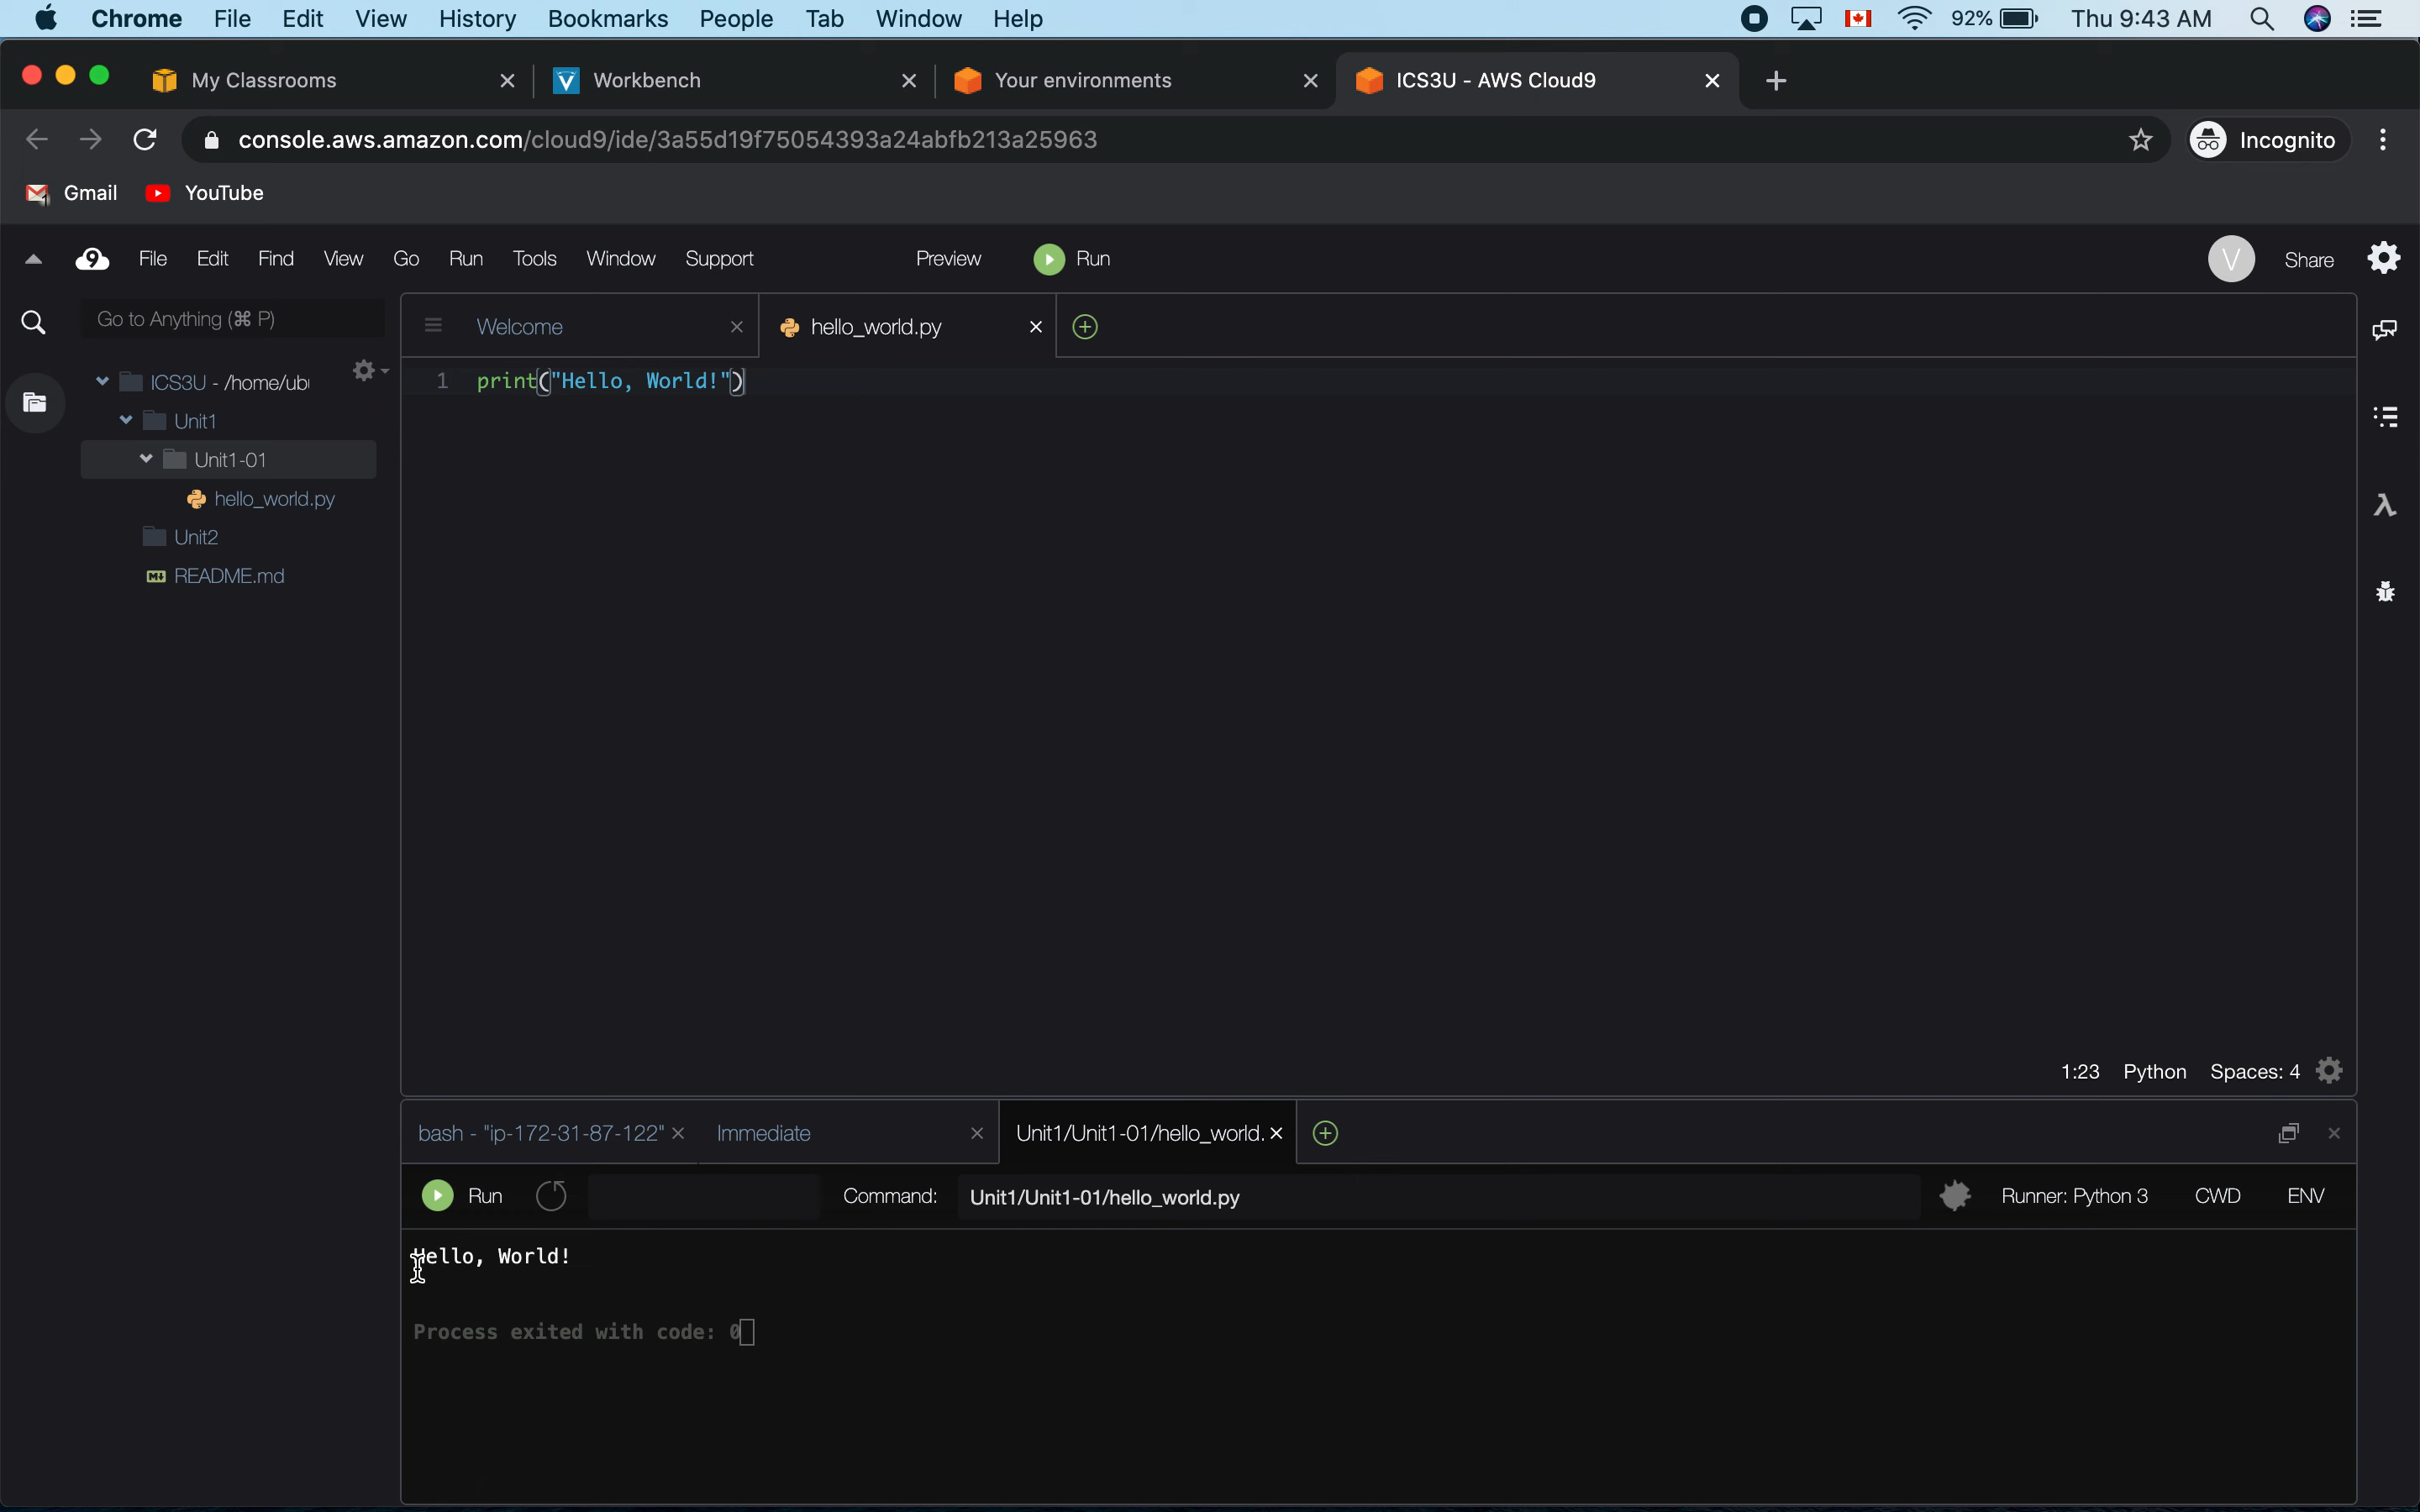 Chrome File Edit View History Bookmarks People Tab Window Help 92% Thu 9:43 AM
My Classrooms Workbench Your environments ICS3U - AWS Cloud9
console.aws.amazon.com/cloud9/ide/3a55d19f75054393a24abfb213a25963 Incognito
Gmail YouTube
9 File Edit Find View Go Run Tools Window Support Preview Run V Share
Go to Anything (⌘ P)
Welcome hello_world.py
ICS3U - /home/ub
1 print("Hello, World!")
Unit1
Unit1-01
hello_world.py
Unit2
README.md
1:23 Python Spaces: 4
bash - "ip-172-31-87-122" Immediate Unit1/Unit1-01/hello_world.
Run Command: Unit1/Unit1-01/hello_world.py Runner: Python 3 CWD ENV
Hello, World!
Process exited with code: 0